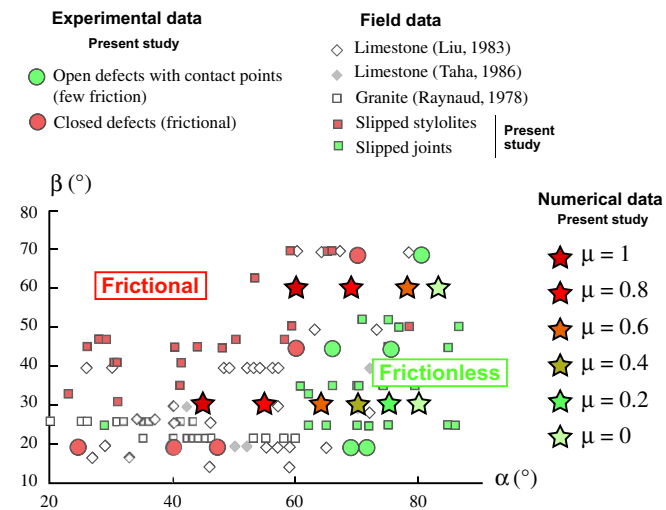 Experimental data
Present study
Open defects with contact points
(few friction)
Closed defects (frictional)
Field data
Limestone (Liu, 1983)
Limestone (Taha, 1986)
Granite (Raynaud, 1978)
Slipped stylolites
Slipped joints
Present
study
β (°)
80
70
60
50
40
30
20
10
20
40
60
80
α (°)
Frictional
Frictionless
Numerical data
Present study
μ = 1
μ = 0.8
μ = 0.6
μ = 0.4
μ = 0.2
μ = 0